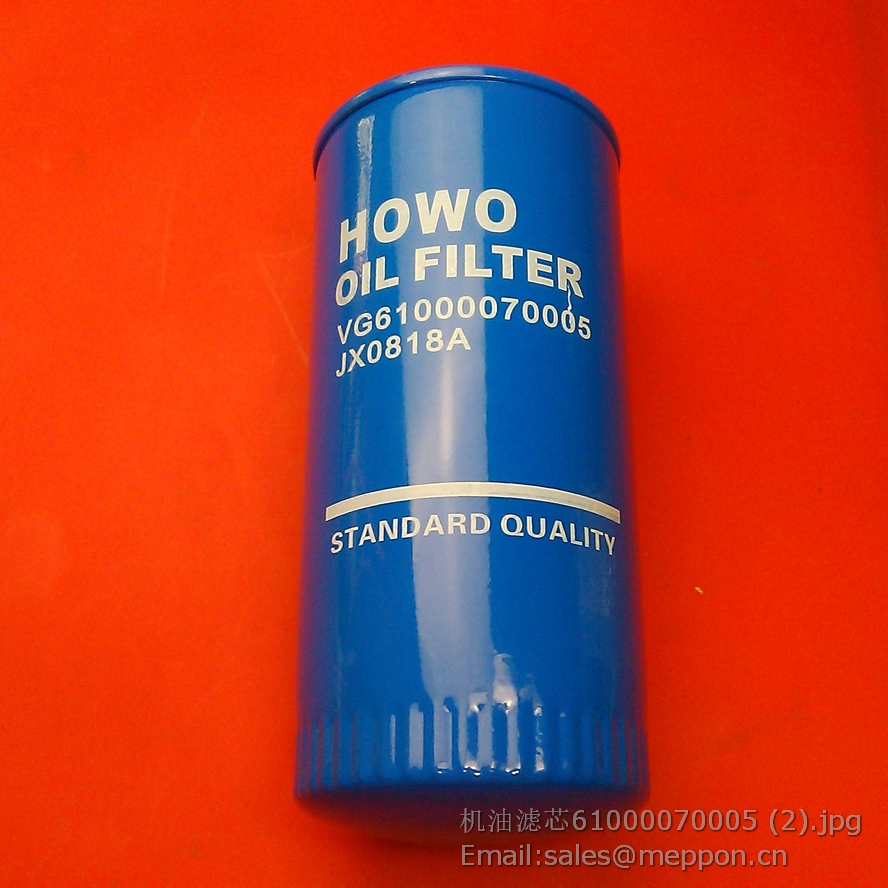 HOWO
OIL FILTER
VG61000070005
JX0818A
STANDARD QUALITY
机油滤芯61000070005 (2).jpg
Email:sales@meppon.cn